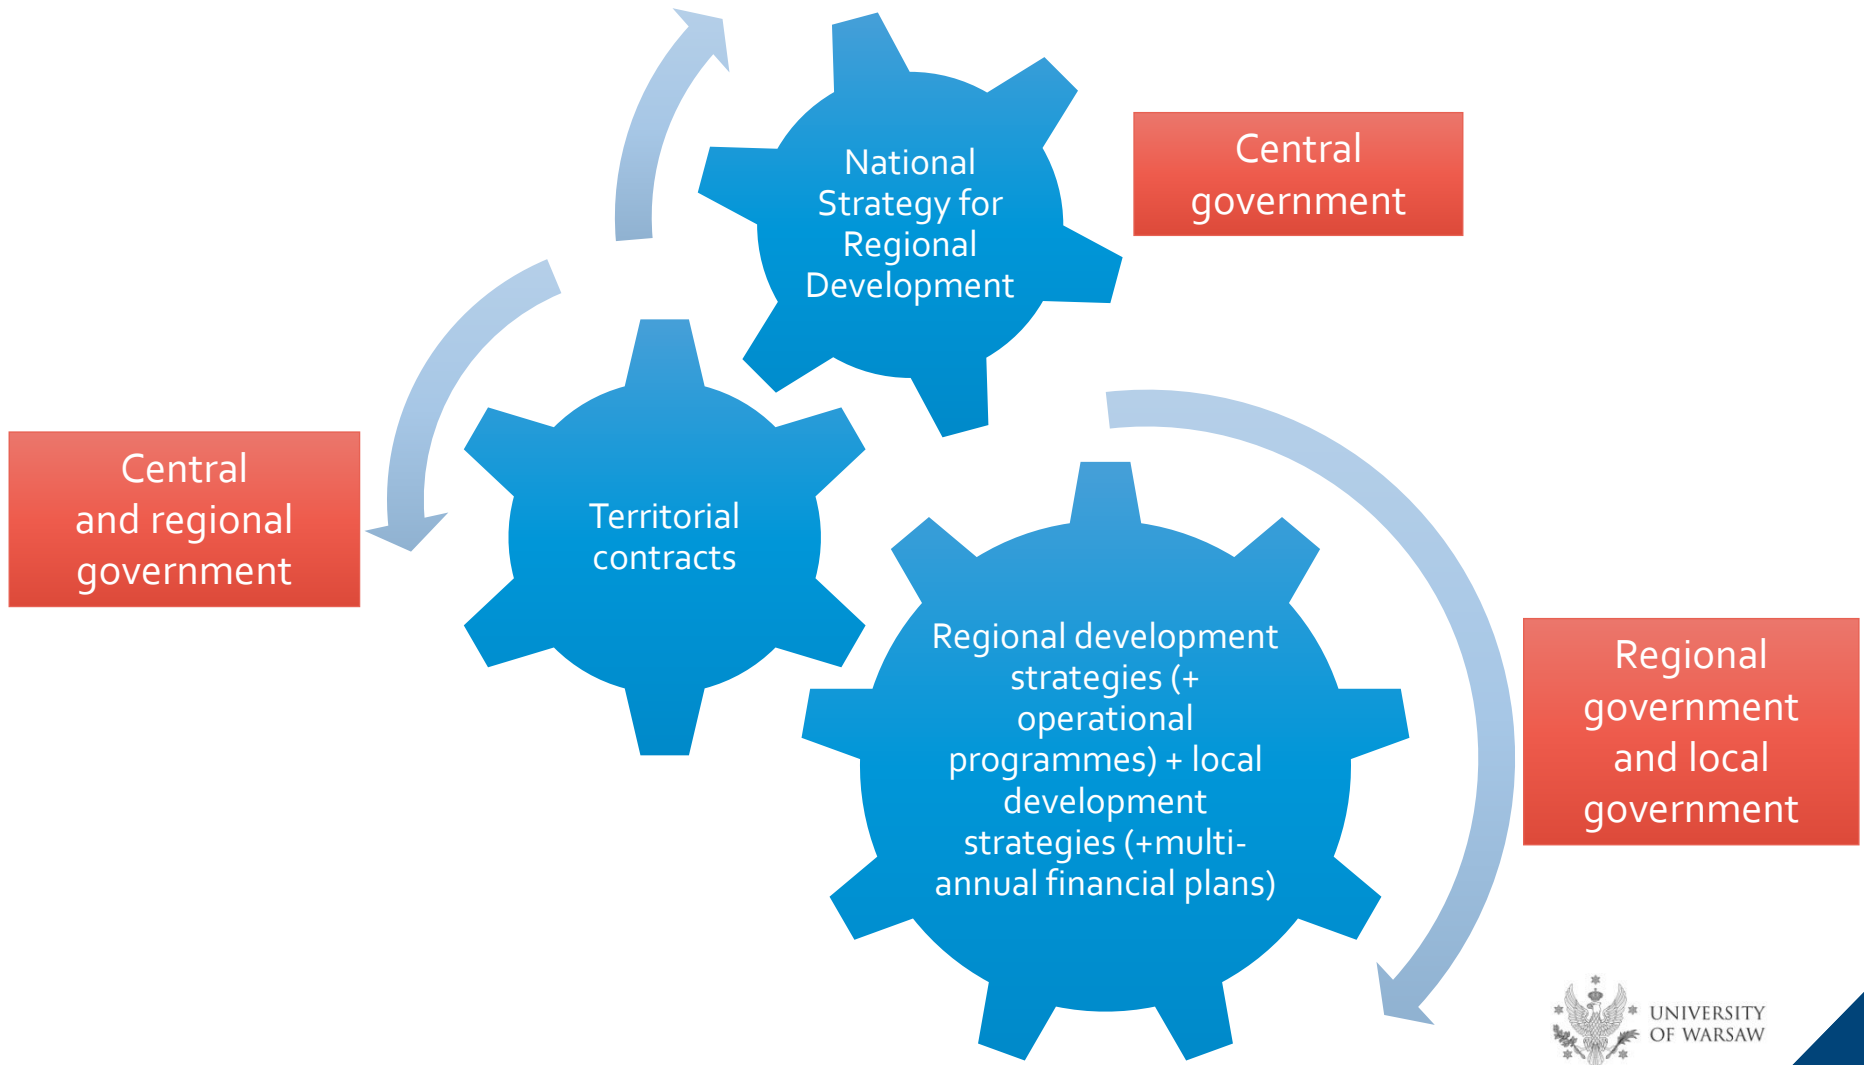 National
Strategy for
Regional
Development
Central
government
Central
and regional
government
Territorial
contracts
Regional development
strategies (+
operational
programmes) + local
development
strategies (+multi-
annual financial plans)
Regional
government
and local
government
UNIVERSITY
OF WARSAW